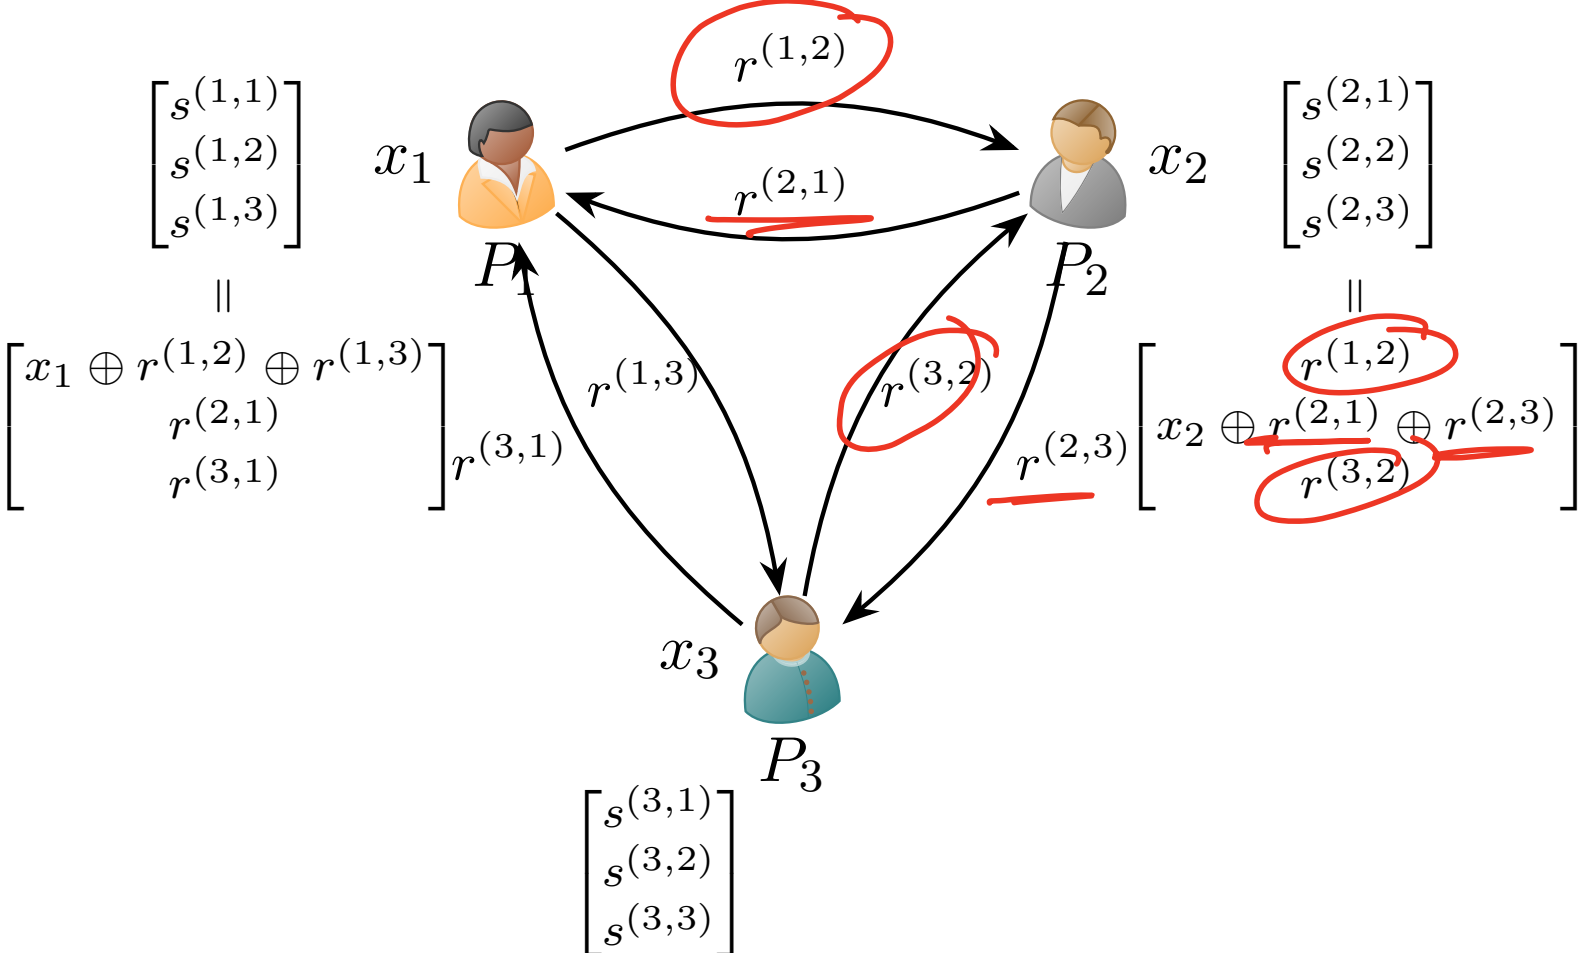 r^{(1,2)}
[s^{(1,1)}
s^{(1,2)}
s^{(1,3)}]
x_1
r^{(2,1)}
x_2
[s^{(2,1)}
s^{(2,2)}
s^{(2,3)}]
P_1
P_2
=
=
[x_1 ⊕ r^{(1,2)} ⊕ r^{(1,3)}
r^{(2,1)}
r^{(3,1)}]
r^{(1,3)}
r^{(3,2)}
r^{(3,1)}
r^{(2,3)}
[r^{(1,2)}
x_2 ⊕ r^{(2,1)} ⊕ r^{(2,3)}
r^{(3,2)}]
x_3
P_3
[s^{(3,1)}
s^{(3,2)}
s^{(3,3)}]